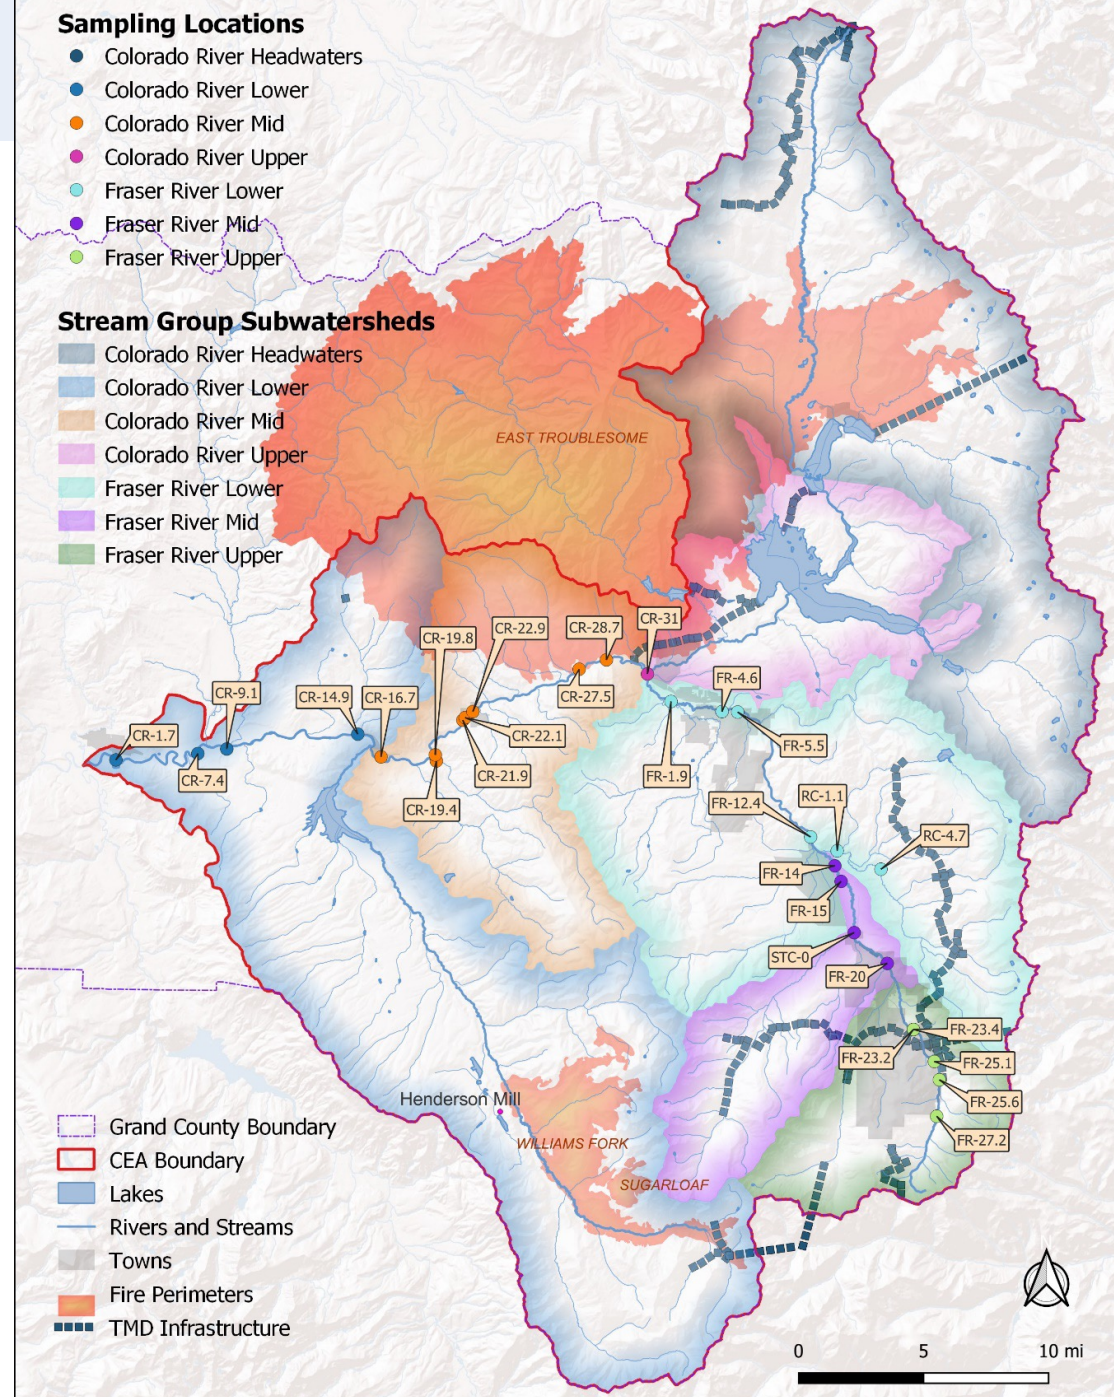 Sampling Locations
Colorado River Headwaters
Colorado River Lower
Colorado River Mid
Colorado River Upper
Fraser River Lower
Fraser River Mid
Fraser River Upper
Stream Group Subwatersheds
Colorado River Headwaters
Colorado River Lower
Colorado River Mid
Colorado River Upper
Fraser River Lower
Fraser River Mid
Fraser River Upper
EAST TROUBLESOME
CR-31
CR-28.7
CR-22.9
CR-19.8
FR-4.6
CR-27.5
CR-9.1
CR-14.9
CR-16.7
CR-1.7
CR-22.1
FR-5.5
CR-7.4
CR-21.9
FR-1.9
CR-19.4
FR-12.4
RC-1.1
RC-4.7
FR-14
FR-15
STC-0
FR-20
FR-23.4
FR-23.2
FR-25.1
FR-25.6
FR-27.2
Henderson Mill
WILLIAMS FORK
SUGARLOAF
Grand County Boundary
CEA Boundary
Lakes
Rivers and Streams
Towns
Fire Perimeters
TMD Infrastructure
0 5 10 mi